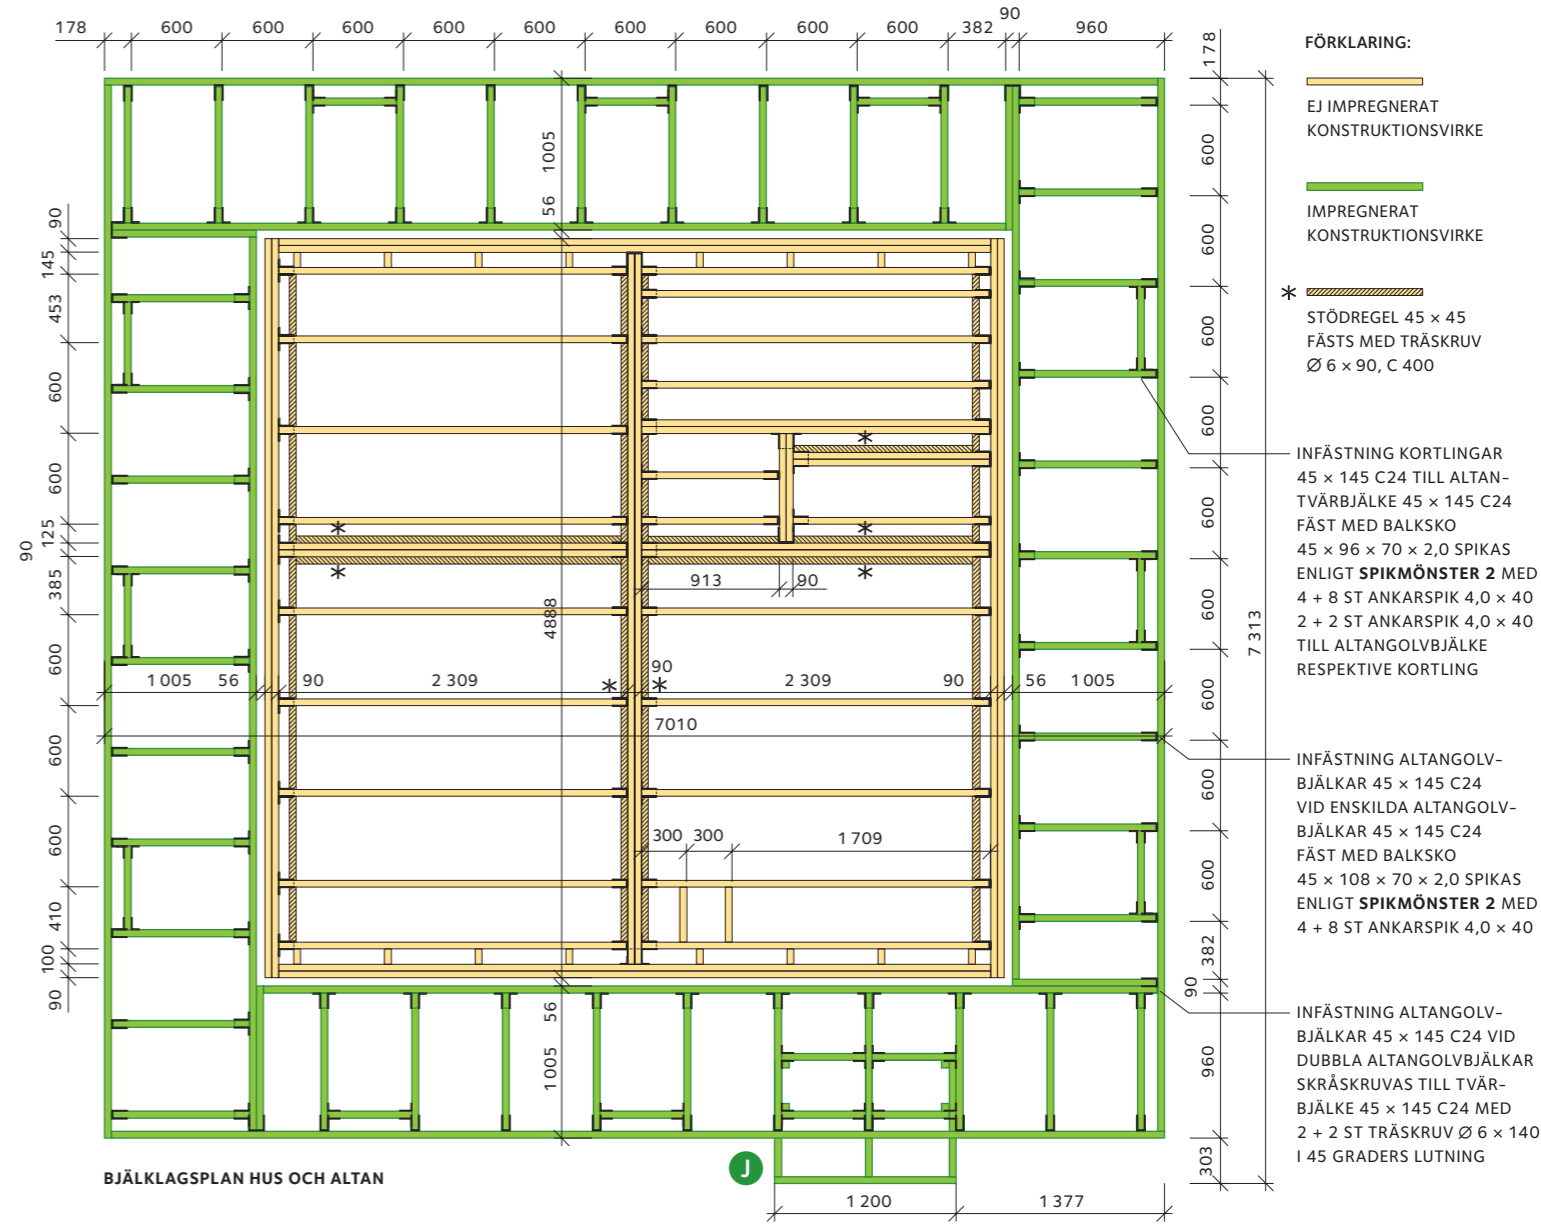 178 600 600 600 600 600 600 600 600 600 382 90 960
178
600
600
600
600
600
600
600
600
600
382
90
960
303
7 313
90
145
453
600
600
125
90
385
600
600
600
410
100
90
1005
56
4888
56
1005
913 90
1005 56 90 2 309 * 90 * 2 309 90 56 1005
7010
300 300 1 709
* * * *
J
1 200 1 377
BJÄLKLAGSPLAN HUS OCH ALTAN
FÖRKLARING:
EJ IMPREGNERAT
KONSTRUKTIONSVIRKE
IMPREGNERAT
KONSTRUKTIONSVIRKE
*
STÖDREGEL 45 × 45
FÄSTS MED TRÄSKRUV
Ø 6 × 90, C 400
INFÄSTNING KORTLINGAR
45 × 145 C24 TILL ALTAN-
TVÄRBJÄLKE 45 × 145 C24
FÄST MED BALKSKO
45 × 96 × 70 × 2,0 SPIKAS
ENLIGT SPIKMÖNSTER 2 MED
4 + 8 ST ANKARSPIK 4,0 × 40
2 + 2 ST ANKARSPIK 4,0 × 40
TILL ALTANGOLVBJÄLKE
RESPEKTIVE KORTLING
INFÄSTNING ALTANGOLV-
BJÄLKAR 45 × 145 C24
VID ENSKILDA ALTANGOLV-
BJÄLKAR 45 × 145 C24
FÄST MED BALKSKO
45 × 108 × 70 × 2,0 SPIKAS
ENLIGT SPIKMÖNSTER 2 MED
4 + 8 ST ANKARSPIK 4,0 × 40
INFÄSTNING ALTANGOLV-
BJÄLKAR 45 × 145 C24 VID
DUBBLA ALTANGOLVBJÄLKAR
SKRÅSKRUVAS TILL TVÄR-
BJÄLKE 45 × 145 C24 MED
2 + 2 ST TRÄSKRUV Ø 6 × 140
I 45 GRADERS LUTNING